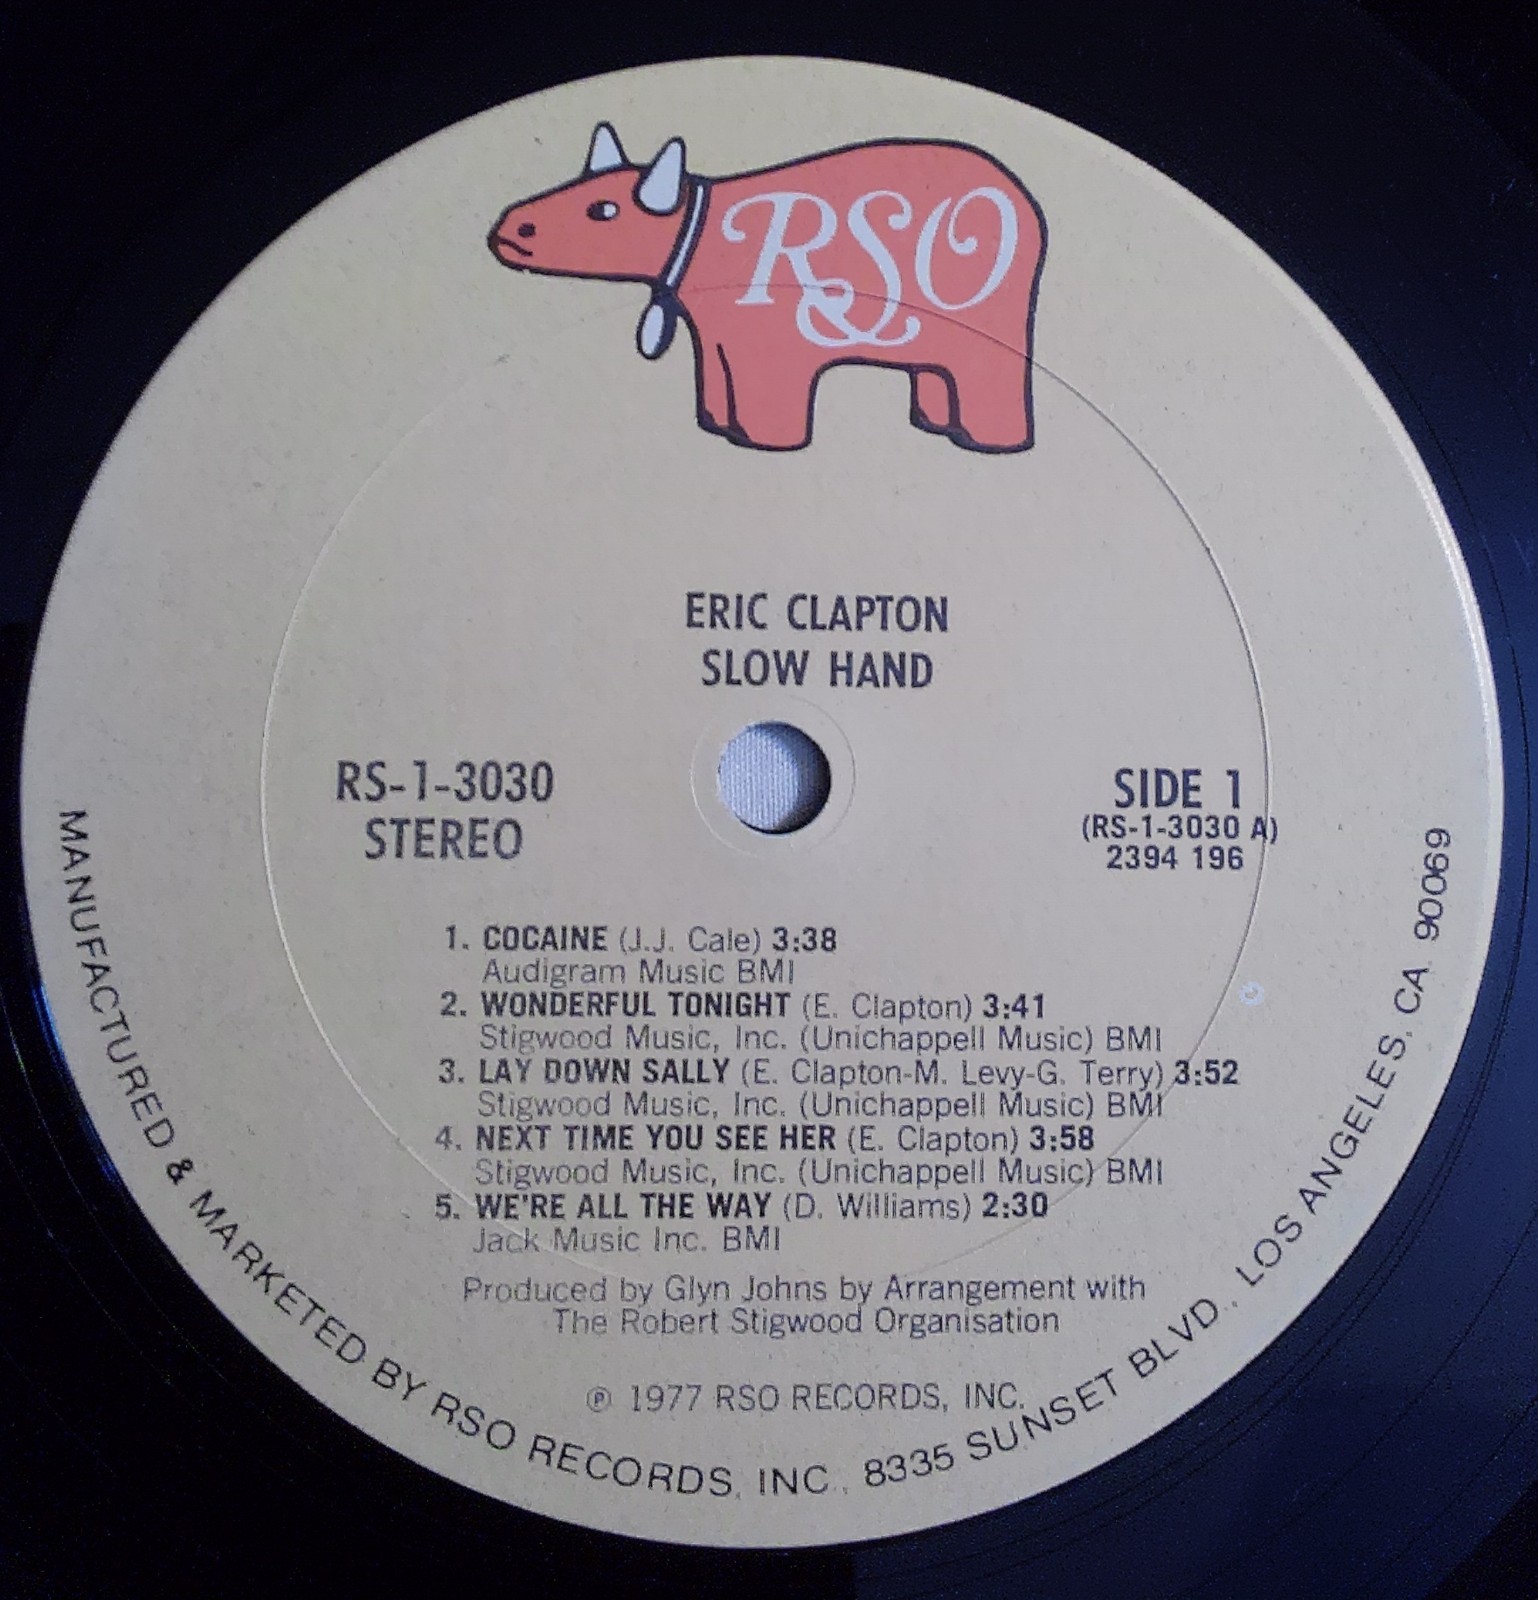 RSO
ERIC CLAPTON
SLOW HAND
RS-1-3030
STEREO
SIDE 1
(RS-1-3030 A)
2394 196
1. COCAINE (J.J. Cale) 3:38
Audigram Music BMI
2. WONDERFUL TONIGHT (E. Clapton) 3:41
Stigwood Music, Inc. (Unichappell Music) BMI
3. LAY DOWN SALLY (E. Clapton-M. Levy-G. Terry) 3:52
Stigwood Music, Inc. (Unichappell Music) BMI
4. NEXT TIME YOU SEE HER (E. Clapton) 3:58
Stigwood Music, Inc. (Unichappell Music) BMI
5. WE'RE ALL THE WAY (D. Williams) 2:30
Jack Music Inc. BMI
Produced by Glyn Johns by Arrangement with
The Robert Stigwood Organisation
℗ 1977 RSO RECORDS, INC.
MANUFACTURED & MARKETED BY RSO RECORDS, INC., 8335 SUNSET BLVD., LOS ANGELES, CA 90069